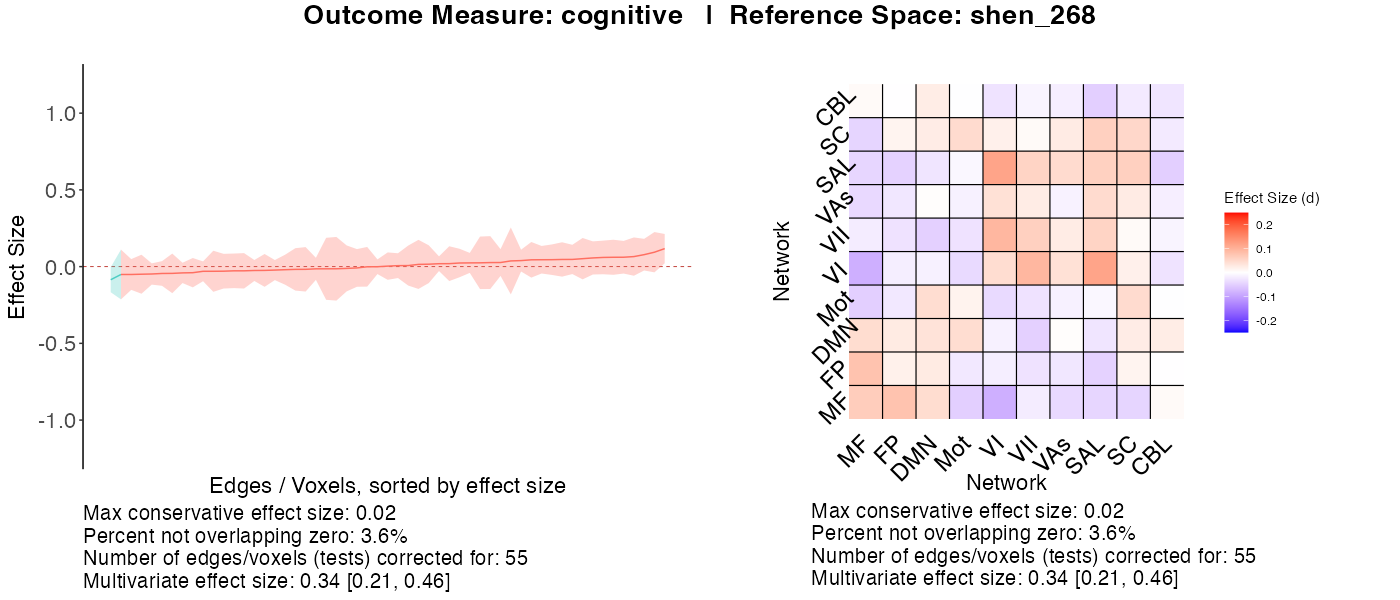 Outcome Measure: cognitive | Reference Space: shen_268
Effect Size
1.0
0.5
0.0
-0.5
-1.0
Edges / Voxels, sorted by effect size
Max conservative effect size: 0.02
Percent not overlapping zero: 3.6%
Number of edges/voxels (tests) corrected for: 55
Multivariate effect size: 0.34 [0.21, 0.46]
Network
CBL
SC
SAL
VAs
VII
VI
Mot
DMN
FP
MF
MF
FP
DMN
Mot
VI
VII
VAs
SAL
SC
CBL
Network
Effect Size (d)
0.2
0.1
0.0
-0.1
-0.2
Max conservative effect size: 0.02
Percent not overlapping zero: 3.6%
Number of edges/voxels (tests) corrected for: 55
Multivariate effect size: 0.34 [0.21, 0.46]